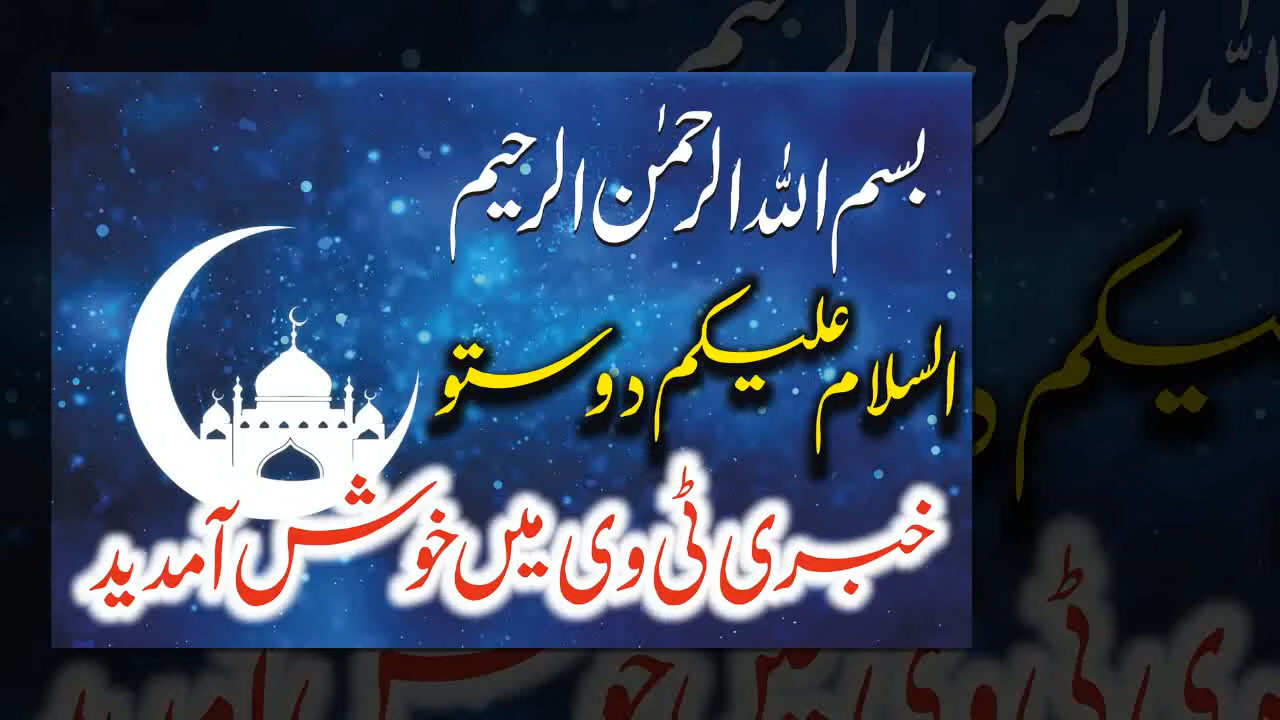 بسم اللہ الرحمٰن الرحیم
السلام علیکم دوستو
خبری ٹی وی میں خوش آمدید